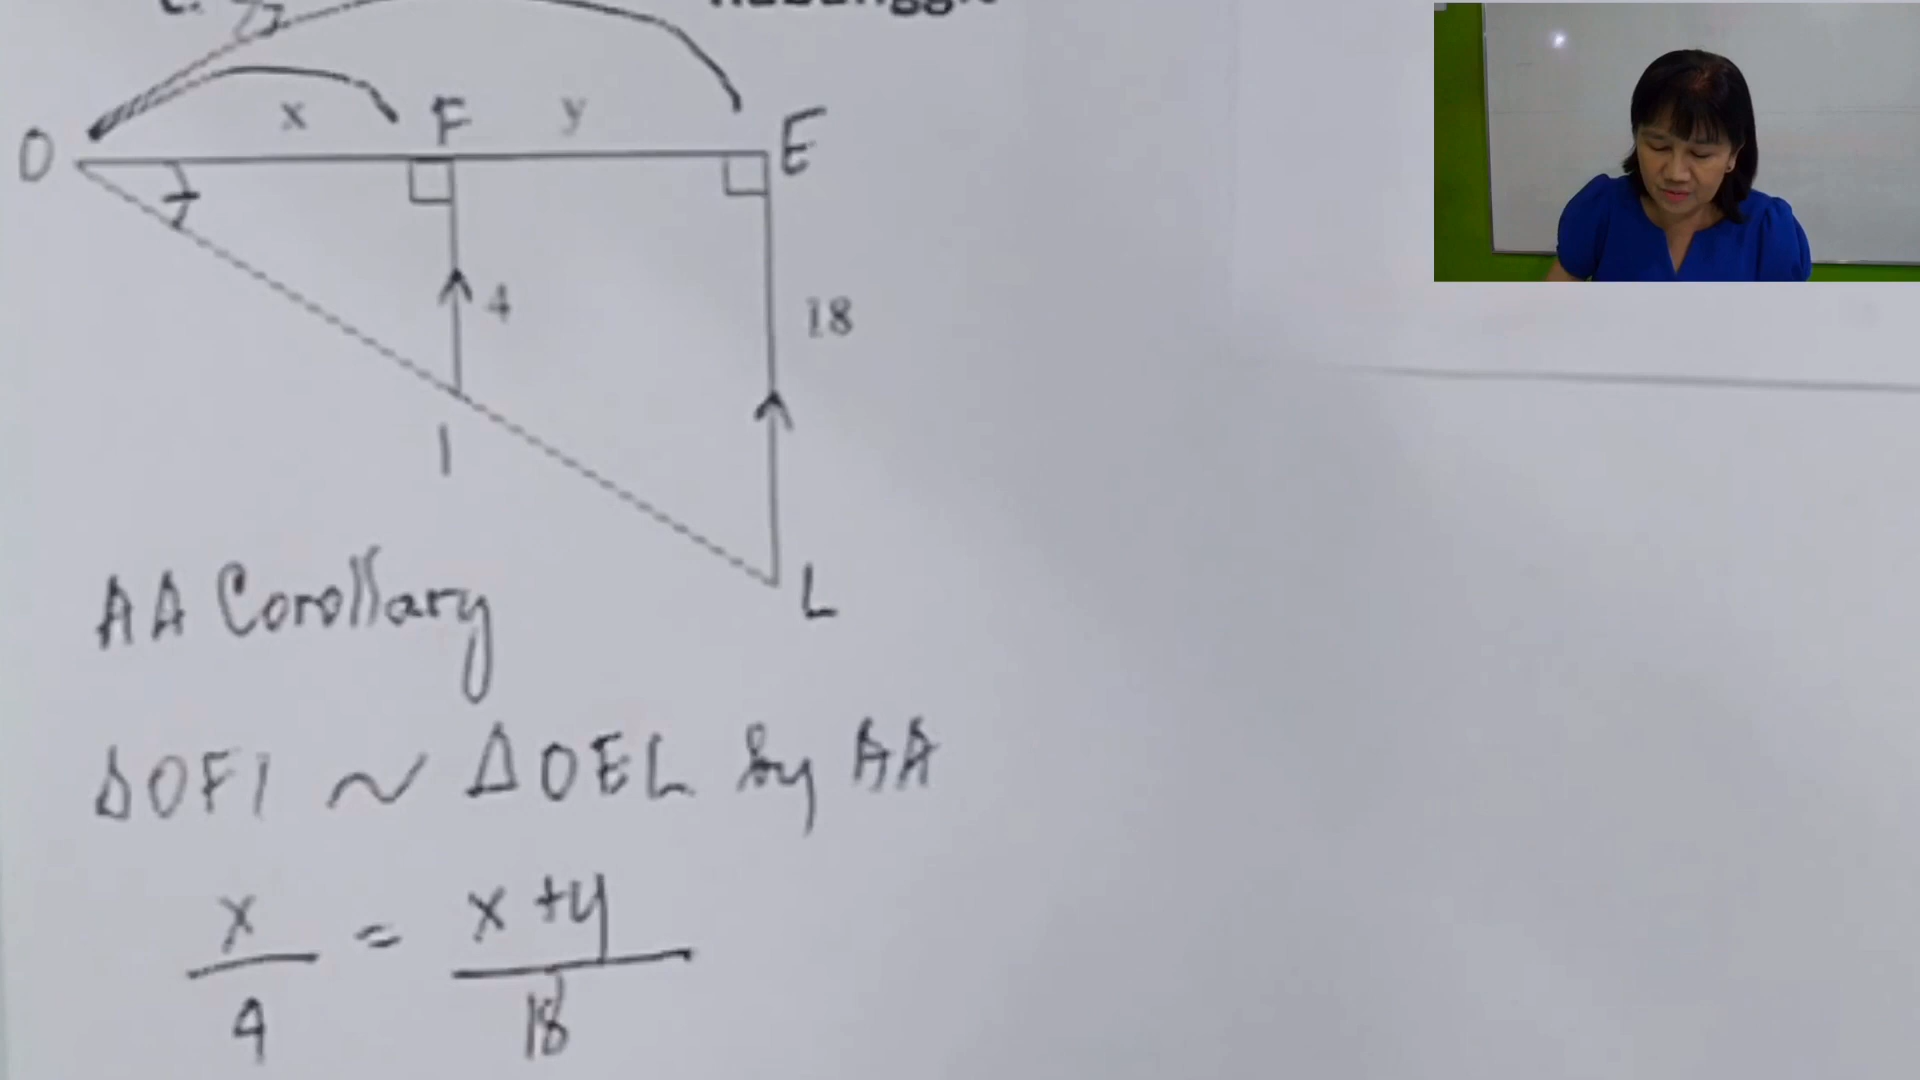 x F y E
O
4 18
I
L
AA Corollary
ΔOFI ~ ΔOEL by AA
x/4 = x+y/18